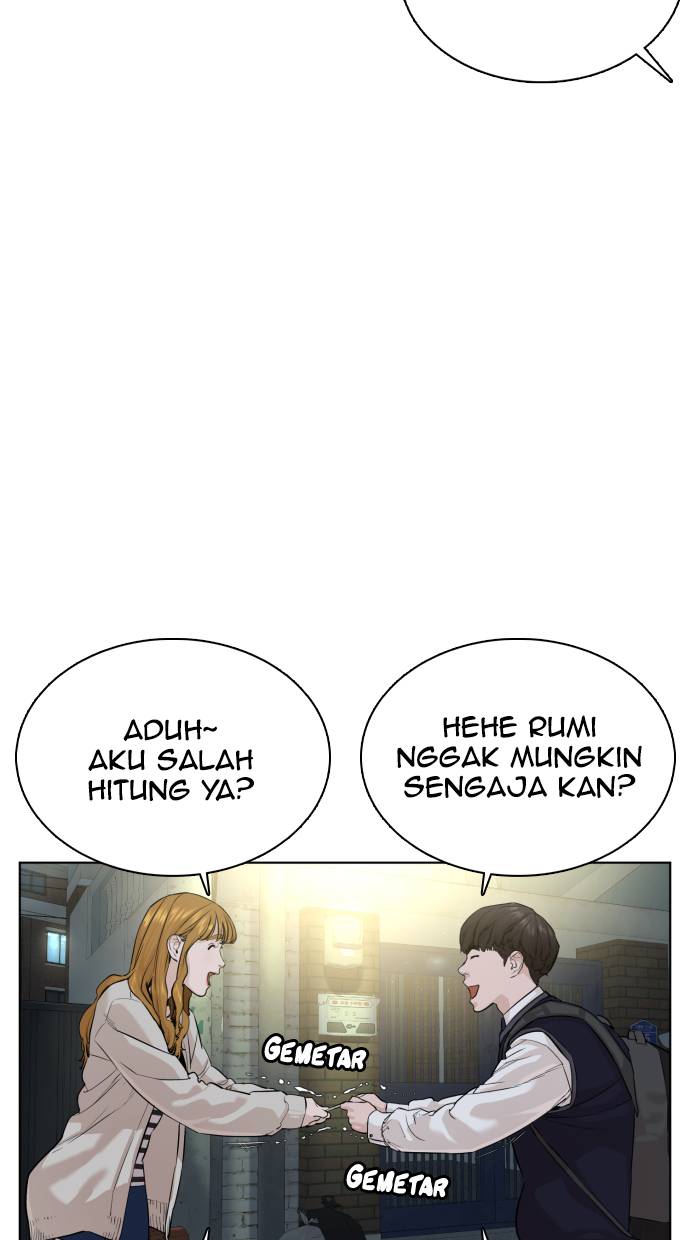 ADUH~
AKU SALAH
HITUNG YA?
HEHE RUMI
NGGAK MUNGKIN
SENGAJA KAN?
GEMETAR
GEMETAR